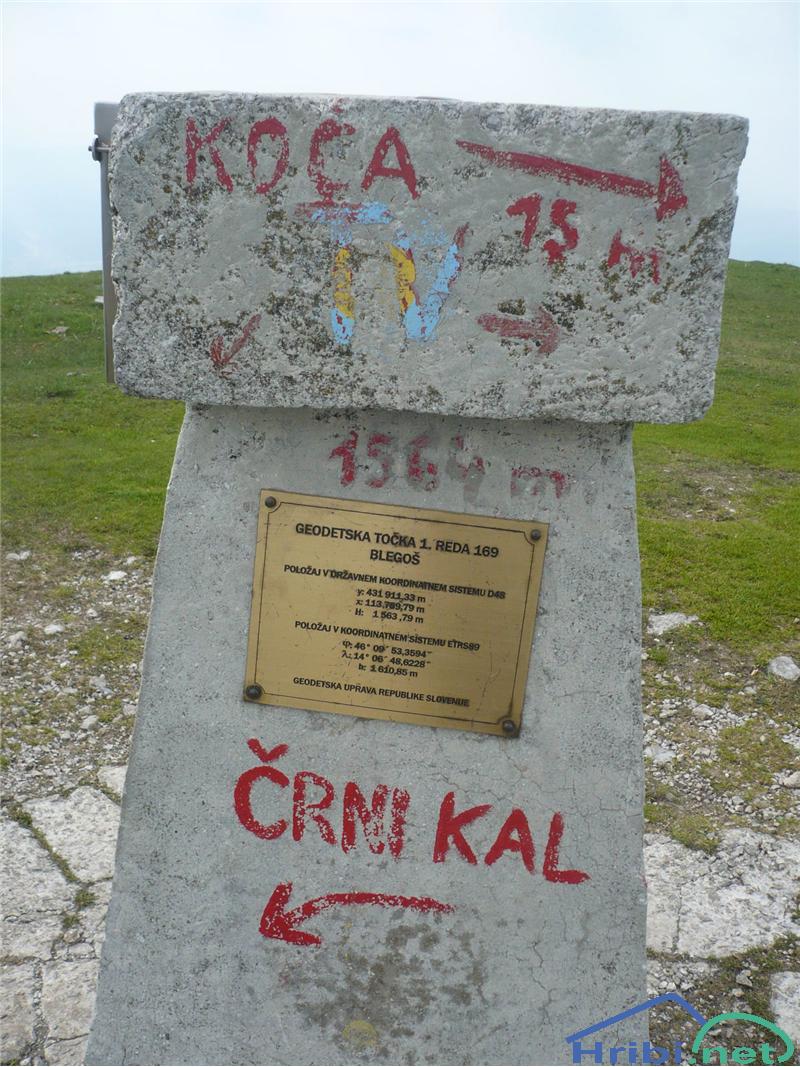 KOČA
15 m
TV
1564 m
GEODETSKA TOČKA 1. REDA 169
BLEGOŠ
POLOŽAJ V DRŽAVNEM KOORDINATNEM SISTEMU D48
y: 431 911,33 m
x: 113,789,79 m
H: 1 563,79 m
POLOŽAJ V KOORDINATNEM SISTEMU ETRS89
φ: 46° 09´ 53,3594˝
λ: 14° 06´ 48,6228˝
h: 1 610,85 m
GEODETSKA UPRAVA REPUBLIKE SLOVENIJE
ČRNI KAL
Hribi.net